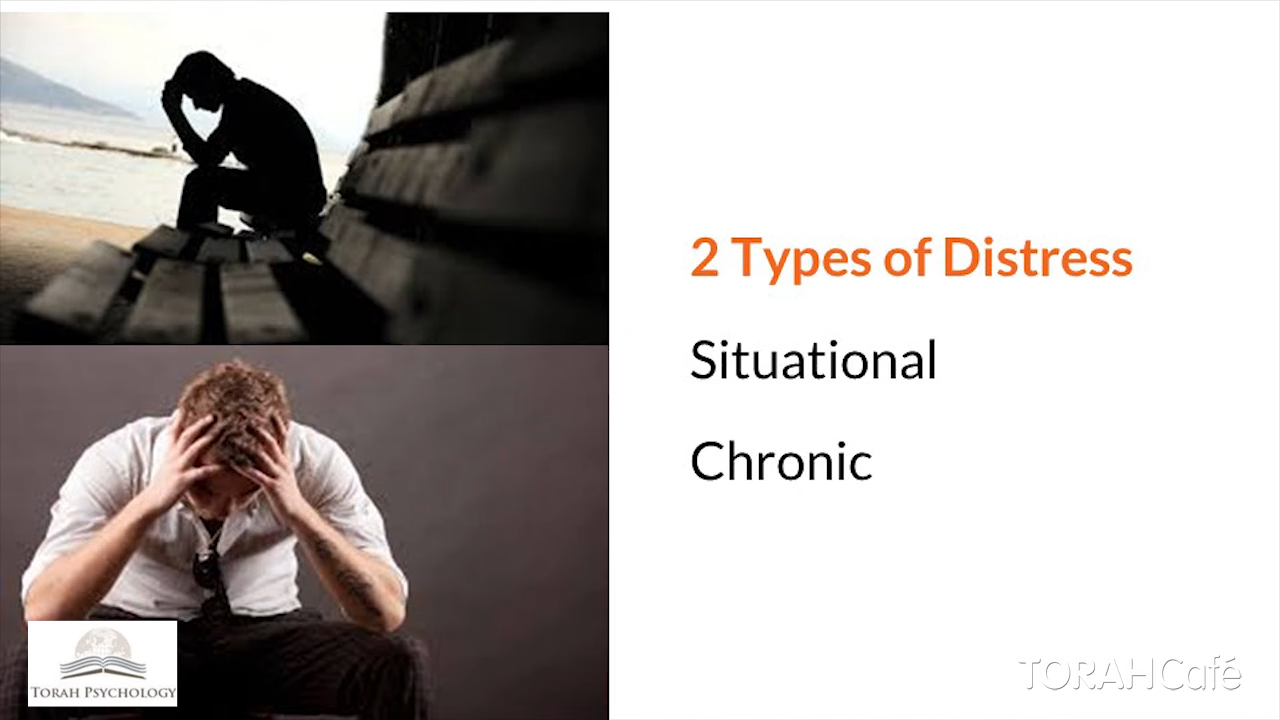 2 Types of Distress
Situational
Chronic
TORAH PSYCHOLOGY
TORAHCafé